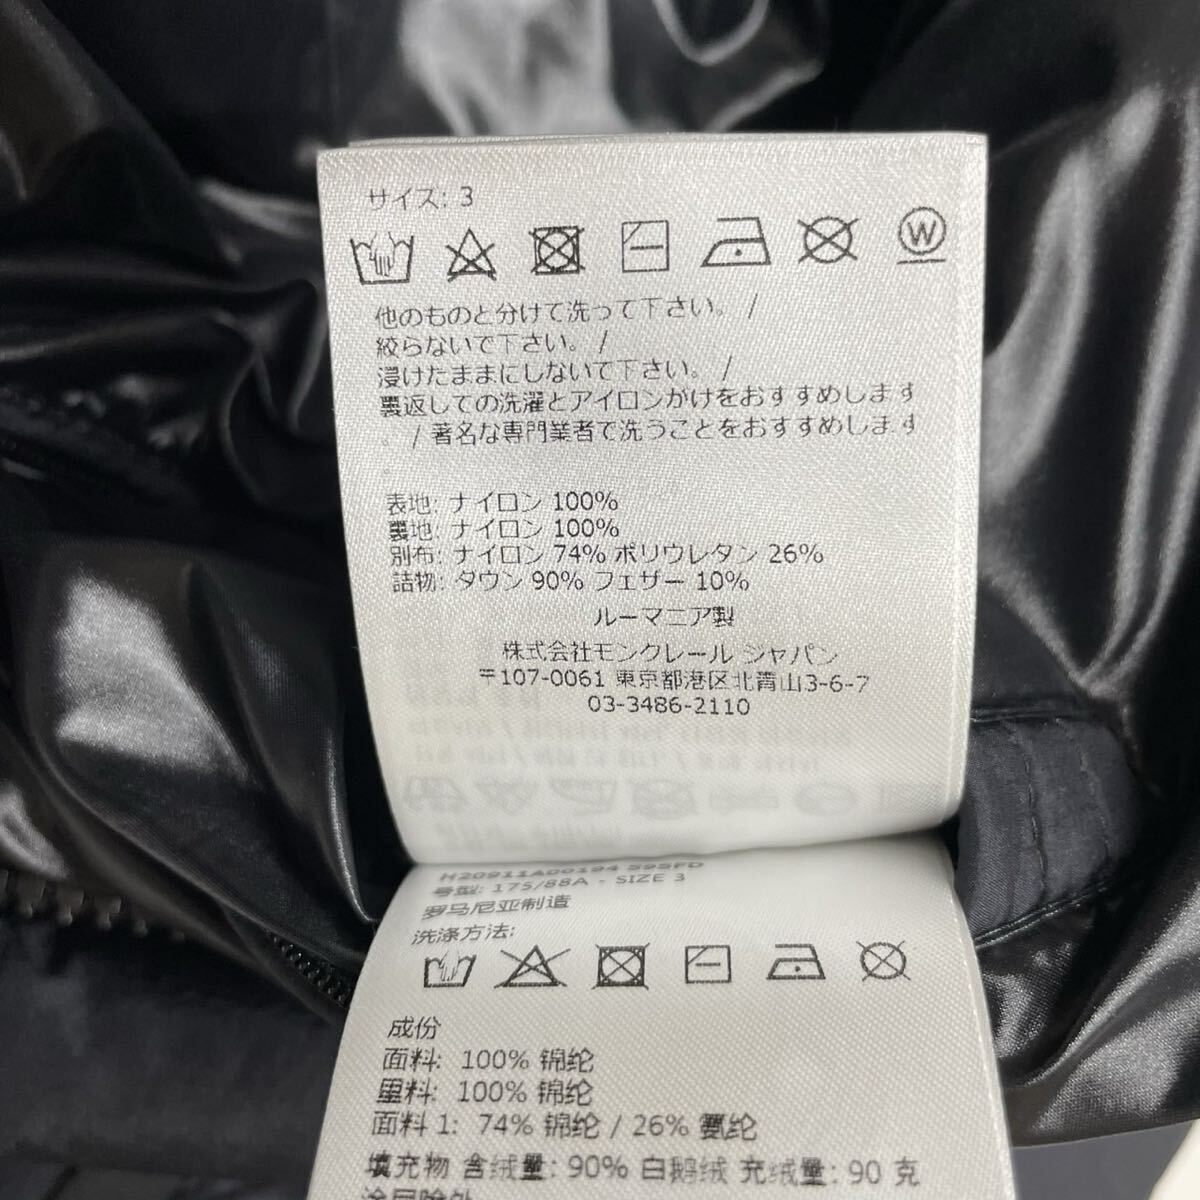 サイズ: 3
W
他のものと分けて洗って下さい。 /
絞らないで下さい。 /
浸けたままにしないで下さい。 /
裏返しての洗濯とアイロンがけをおすすめします
。/ 著名な専門業者で洗うことをおすすめします
.
表地: ナイロン 100%
裏地: ナイロン 100%
別布: ナイロン 74% ポリウレタン 26%
詰物: ダウン 90% フェザー 10%
ルーマニア製
株式会社モンクレール ジャパン
〒107-0061 東京都港区北青山3-6-7
03-3486-2110
H20911A00194 595FD
号型: 175/88A - SIZE 3
罗马尼亚制造
洗涤方法:
成份
面料: 100% 锦纶
里料: 100% 锦纶
面料 1: 74% 锦纶 / 26% 氨纶
填充物 含绒量: 90% 白鹅绒 充绒量: 90 克
涂层除外